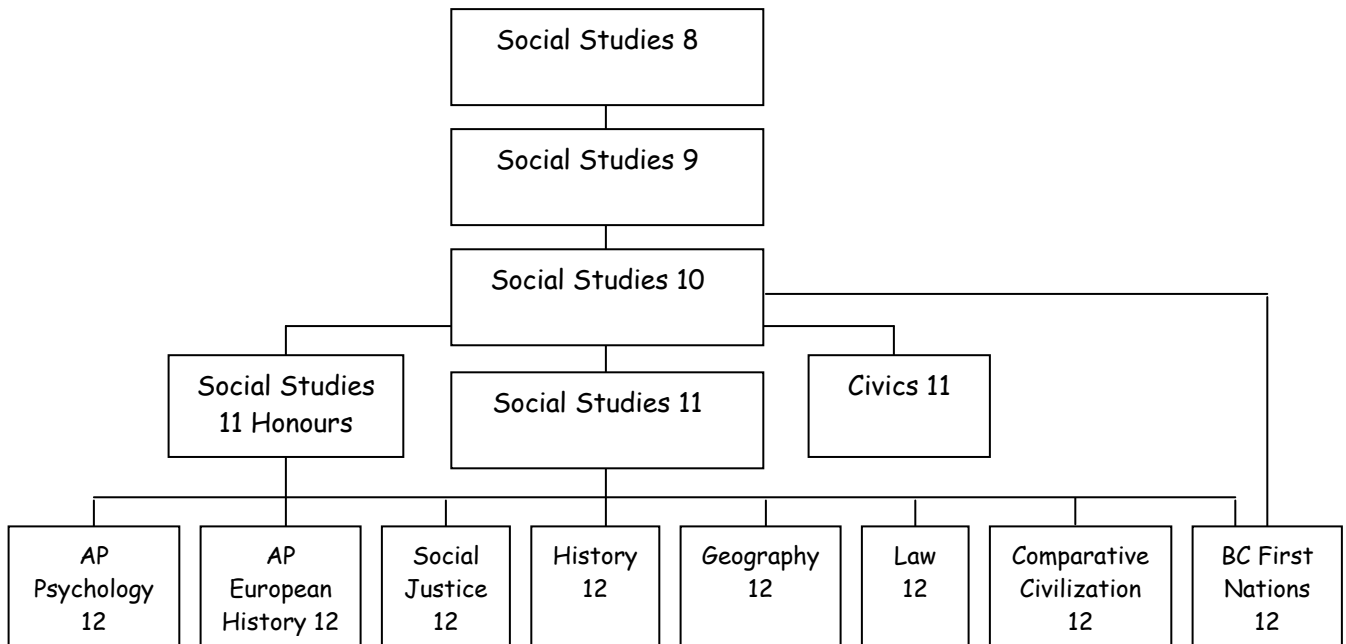 Social Studies 8
Social Studies 9
Social Studies 10
Social Studies
11 Honours
Social Studies 11
Civics 11
AP
Psychology
12
AP
European
History 12
Social
Justice
12
History
12
Geography
12
Law
12
Comparative
Civilization
12
BC First
Nations
12